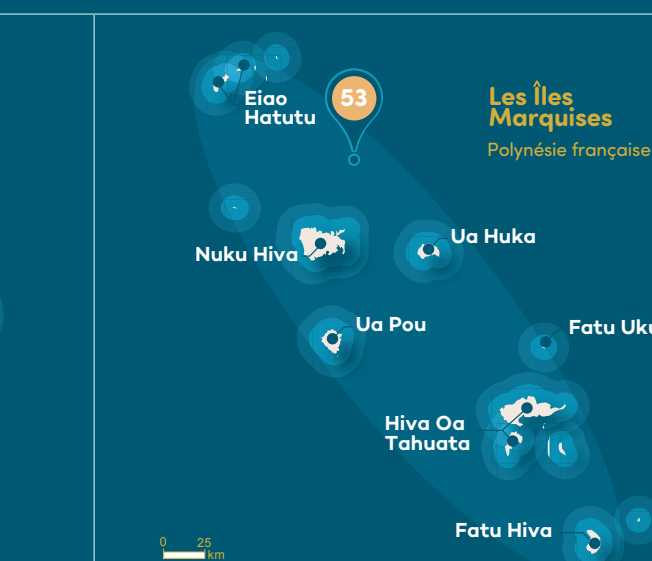 Eiao
Hatutu
53
Les Îles
Marquises
Polynésie française
Nuku Hiva
Ua Huka
Ua Pou
Fatu Uku
Hiva Oa
Tahuata
Fatu Hiva
0 25
km